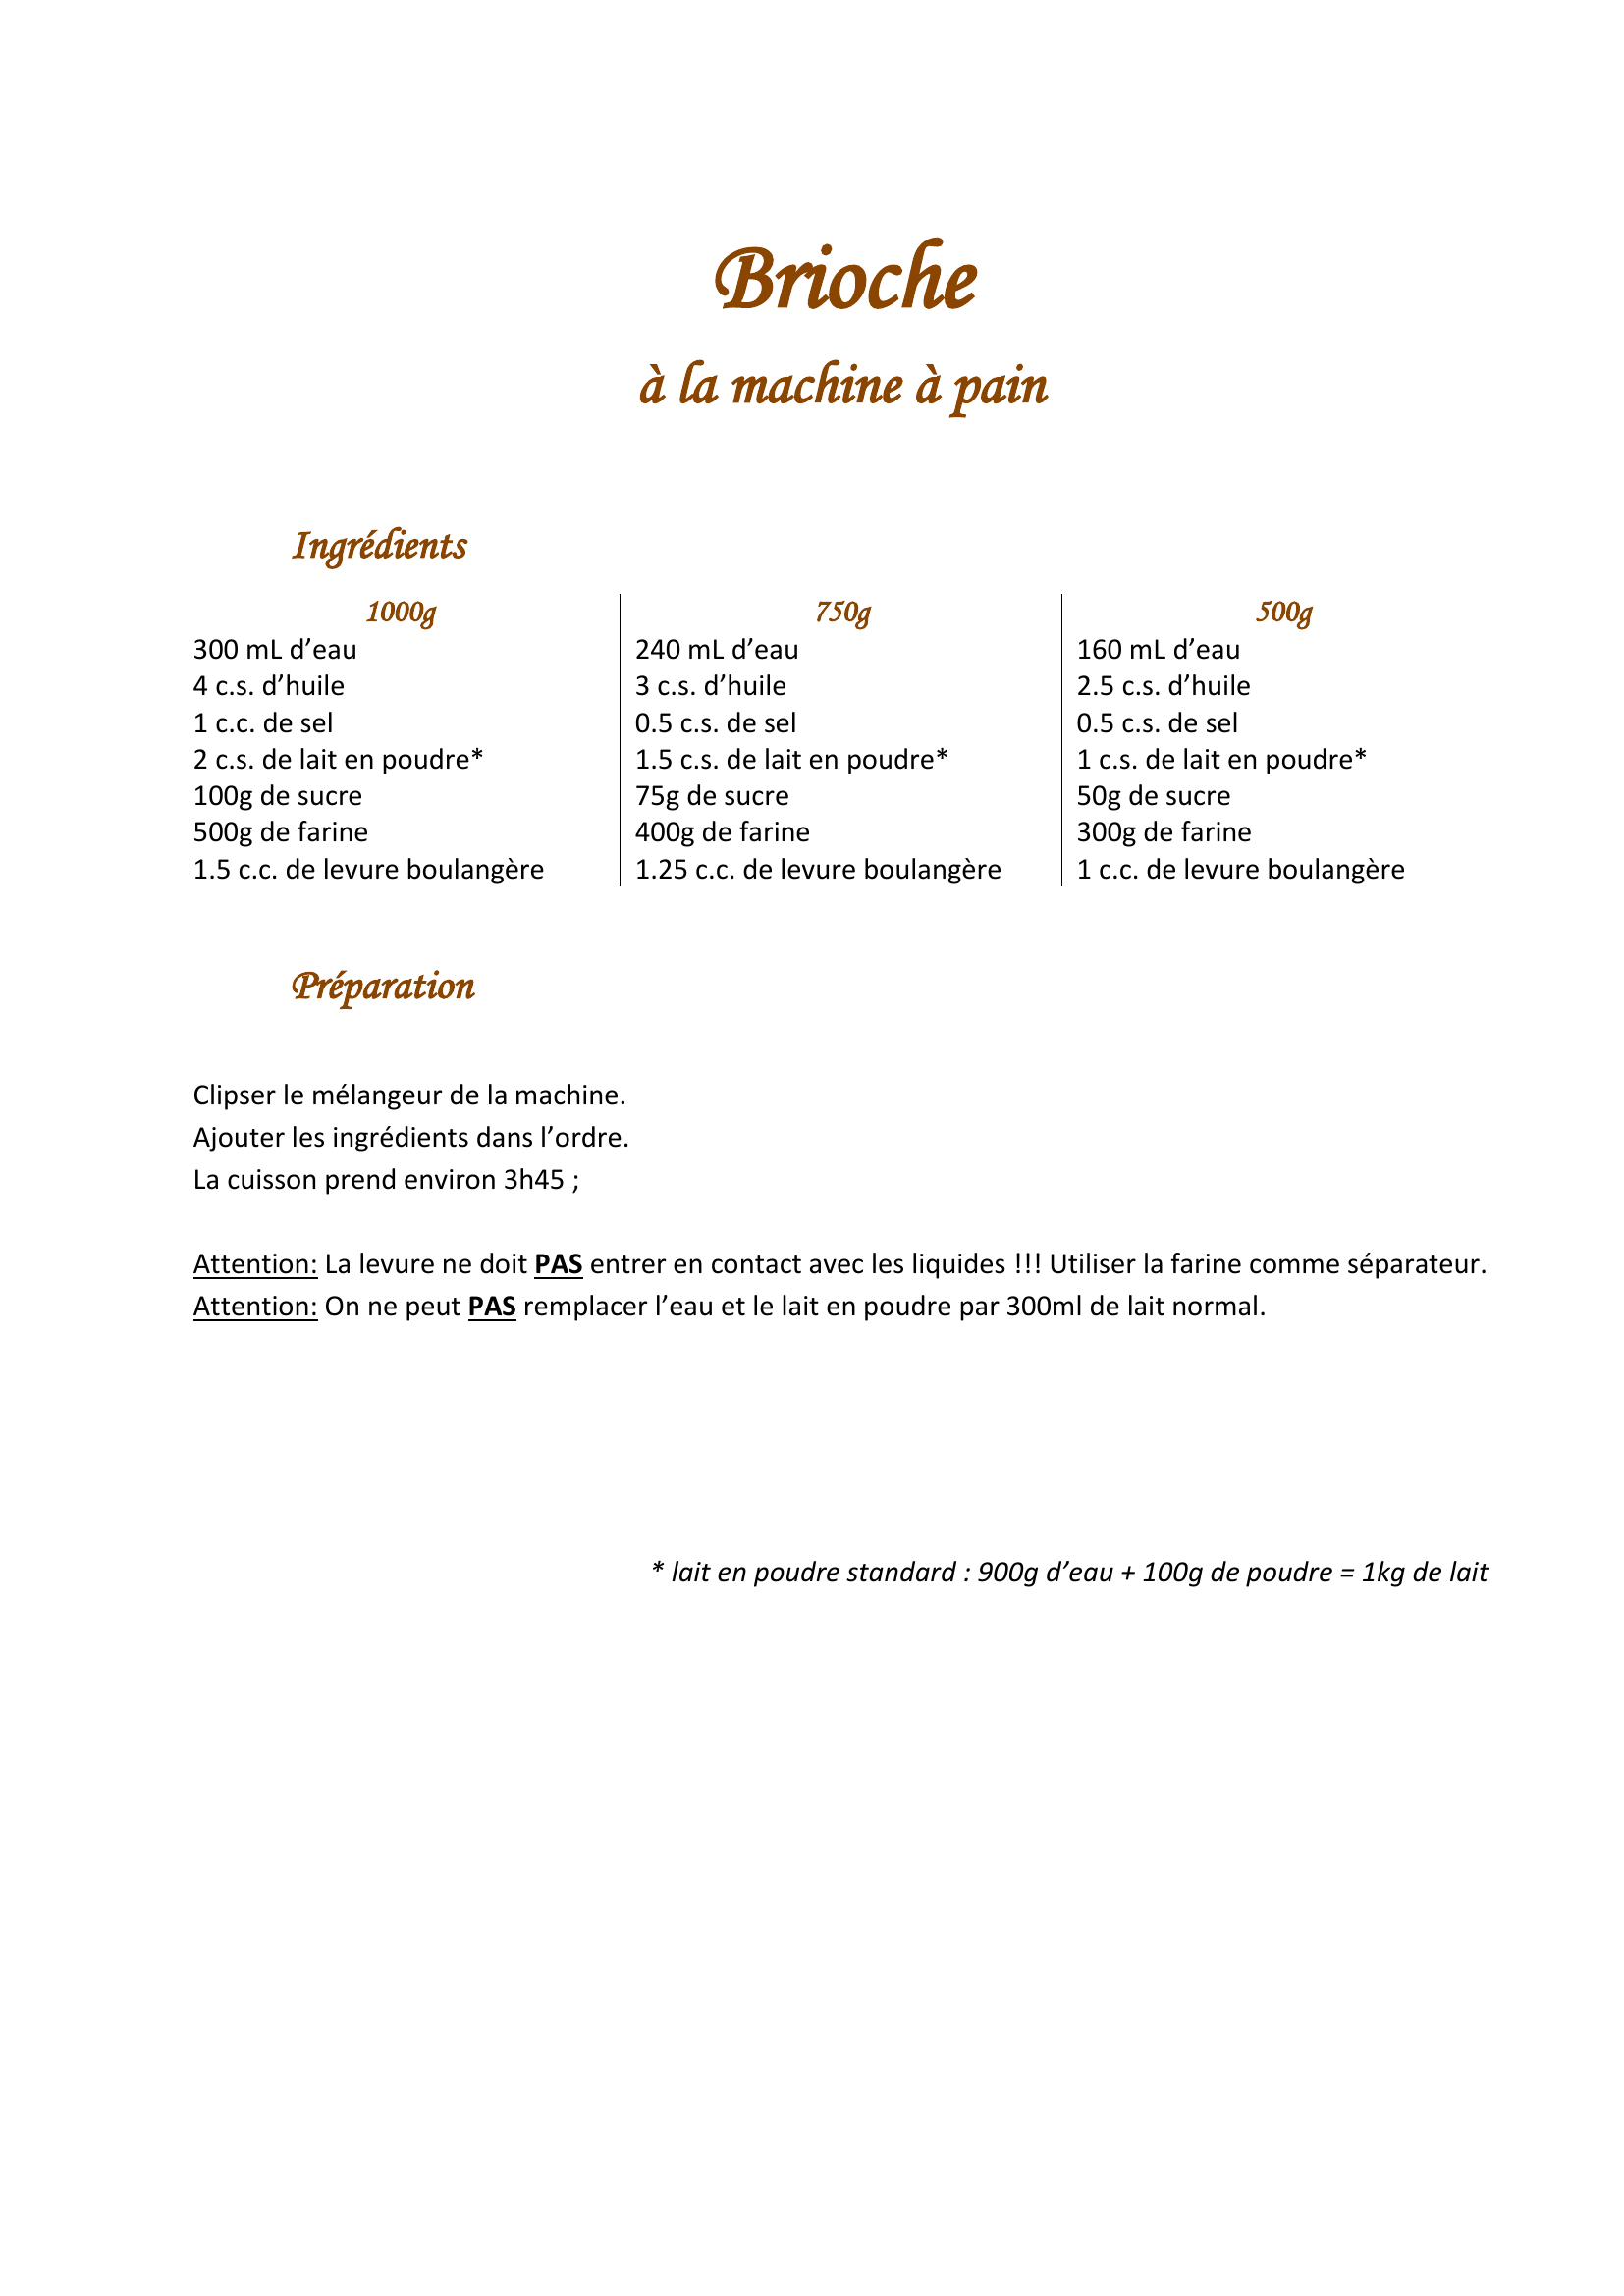 Brioche
à la machine à pain
Ingrédients
1000g
300 mL d’eau
4 c.s. d’huile
1 c.c. de sel
2 c.s. de lait en poudre*
100g de sucre
500g de farine
1.5 c.c. de levure boulangère
750g
240 mL d’eau
3 c.s. d’huile
0.5 c.s. de sel
1.5 c.s. de lait en poudre*
75g de sucre
400g de farine
1.25 c.c. de levure boulangère
500g
160 mL d’eau
2.5 c.s. d’huile
0.5 c.s. de sel
1 c.s. de lait en poudre*
50g de sucre
300g de farine
1 c.c. de levure boulangère
Préparation
Clipser le mélangeur de la machine.
Ajouter les ingrédients dans l’ordre.
La cuisson prend environ 3h45 ;
Attention: La levure ne doit PAS entrer en contact avec les liquides !!! Utiliser la farine comme séparateur.
Attention: On ne peut PAS remplacer l’eau et le lait en poudre par 300ml de lait normal.
* lait en poudre standard : 900g d’eau + 100g de poudre = 1kg de lait